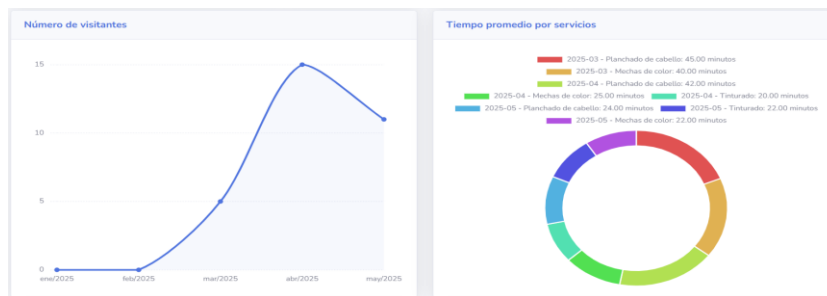 Número de visitantes
15
10
5
0
ene/2025 feb/2025 mar/2025 abr/2025 may/2025
Tiempo promedio por servicios
2025-03 - Planchado de cabello: 45.00 minutos
2025-03 - Mechas de color: 40.00 minutos
2025-04 - Planchado de cabello: 42.00 minutos
2025-04 - Mechas de color: 25.00 minutos 2025-04 - Tinturado: 20.00 minutos
2025-05 - Planchado de cabello: 24.00 minutos 2025-05 - Tinturado: 22.00 minutos
2025-05 - Mechas de color: 22.00 minutos